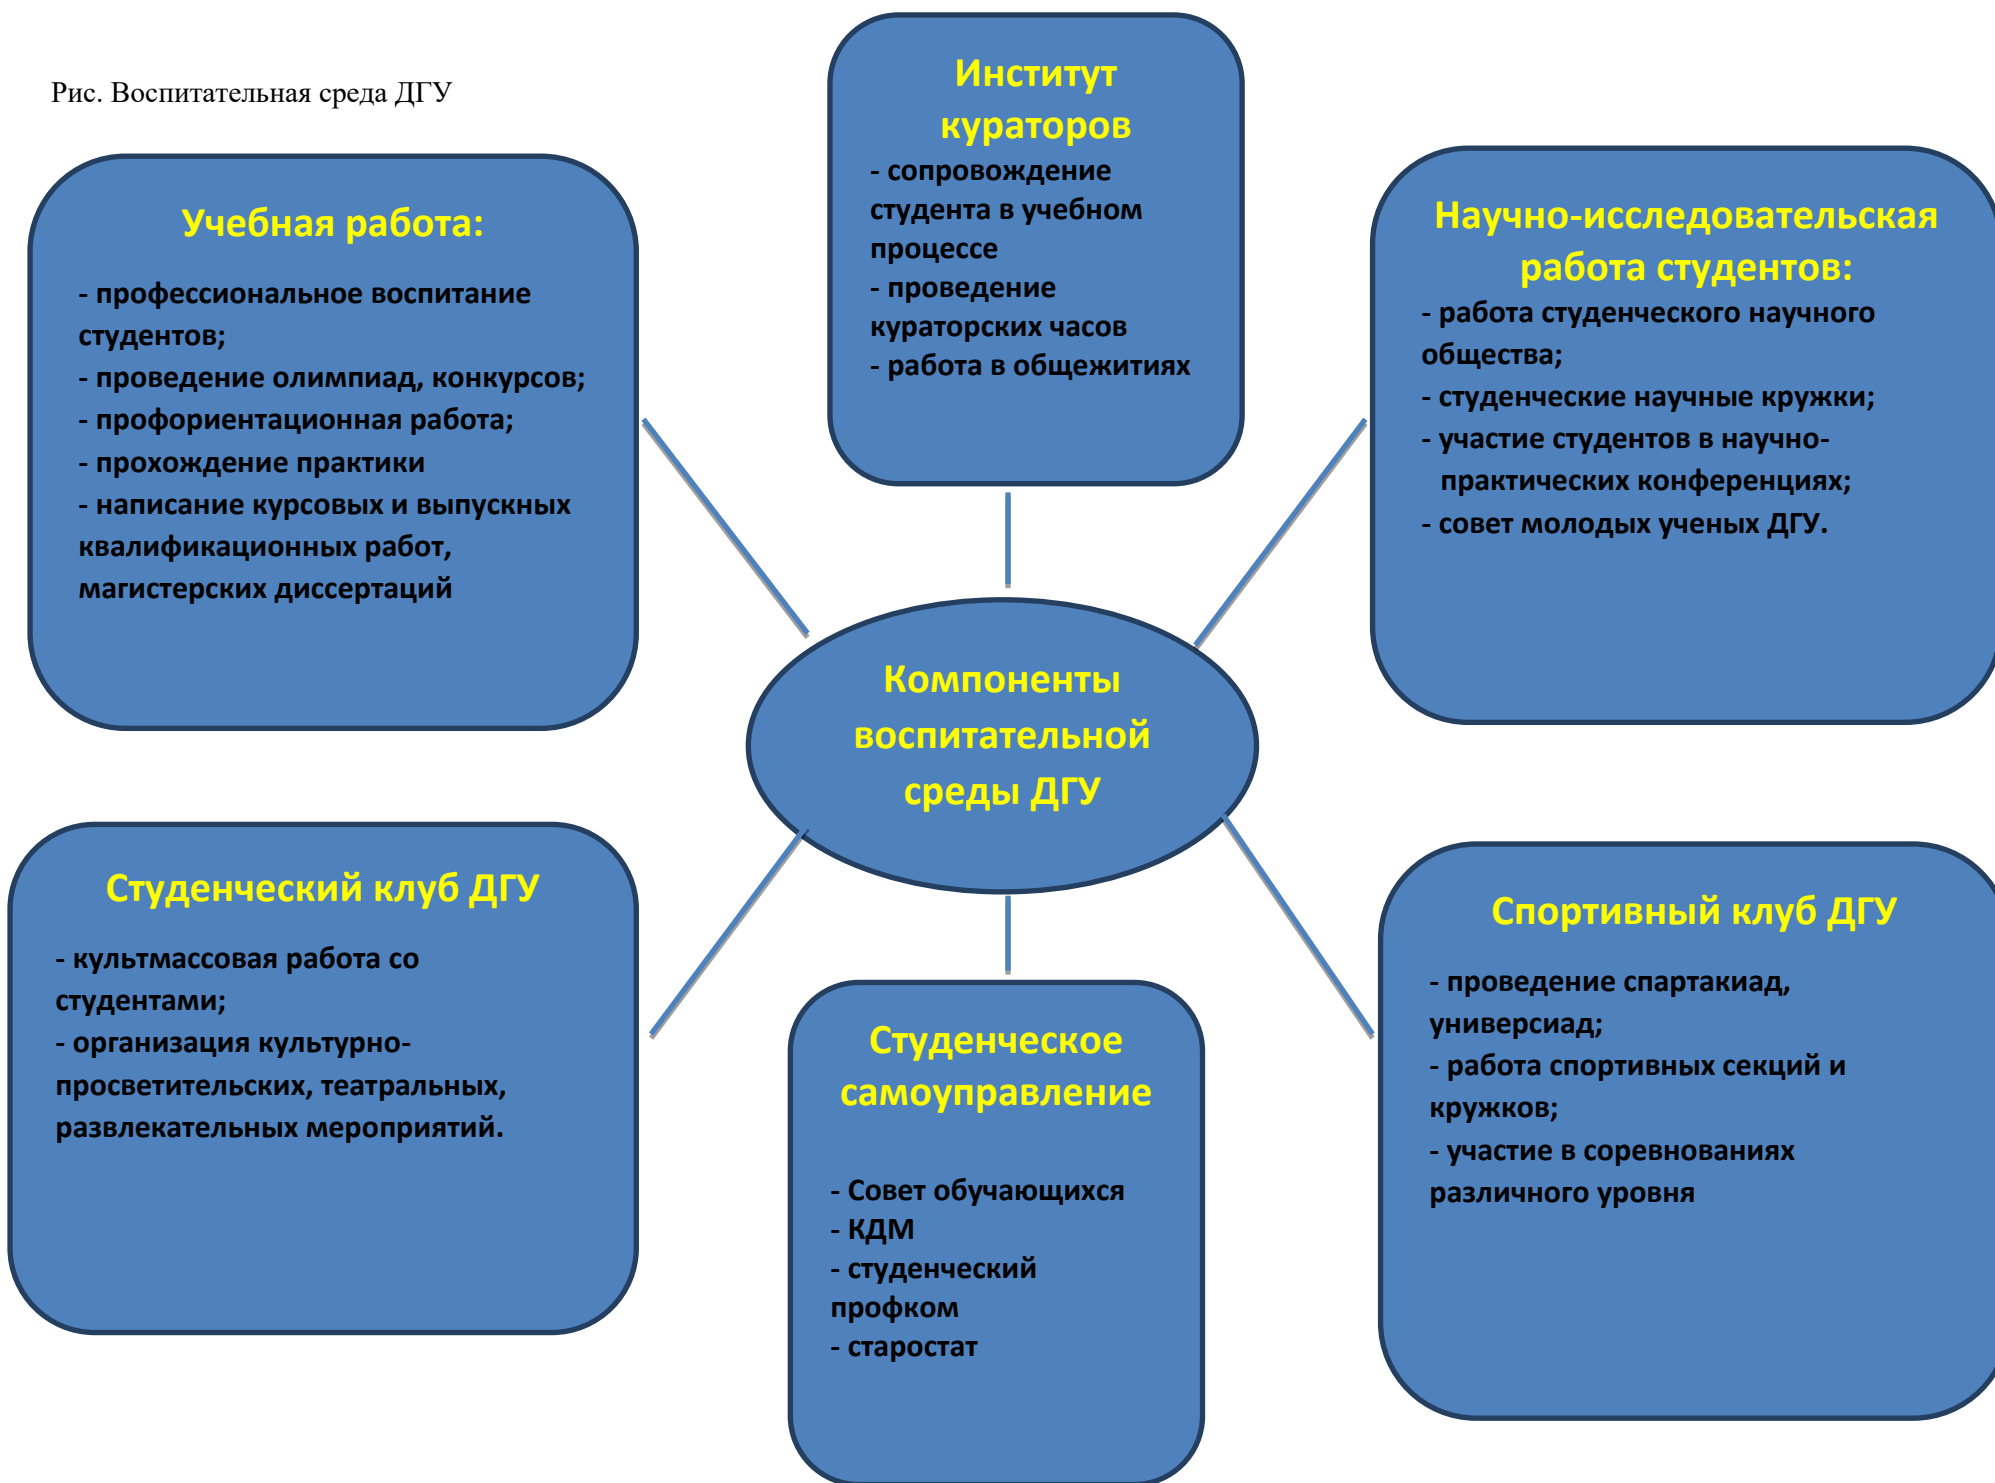 Рис. Воспитательная среда ДГУ
Институт
кураторов
- сопровождение
студента в учебном
процессе
- проведение
кураторских часов
- работа в общежитиях
Учебная работа:
- профессиональное воспитание
студентов;
- проведение олимпиад, конкурсов;
- профориентационная работа;
- прохождение практики
- написание курсовых и выпускных
квалификационных работ,
магистерских диссертаций
Научно-исследовательская
работа студентов:
- работа студенческого научного
общества;
- студенческие научные кружки;
- участие студентов в научно-
практических конференциях;
- совет молодых ученых ДГУ.
Компоненты
воспитательной
среды ДГУ
Студенческий клуб ДГУ
- культмассовая работа со
студентами;
- организация культурно-
просветительских, театральных,
развлекательных мероприятий.
Студенческое
самоуправление
- Совет обучающихся
- КДМ
- студенческий
профком
- старостат
Спортивный клуб ДГУ
- проведение спартакиад,
универсиад;
- работа спортивных секций и
кружков;
- участие в соревнованиях
различного уровня